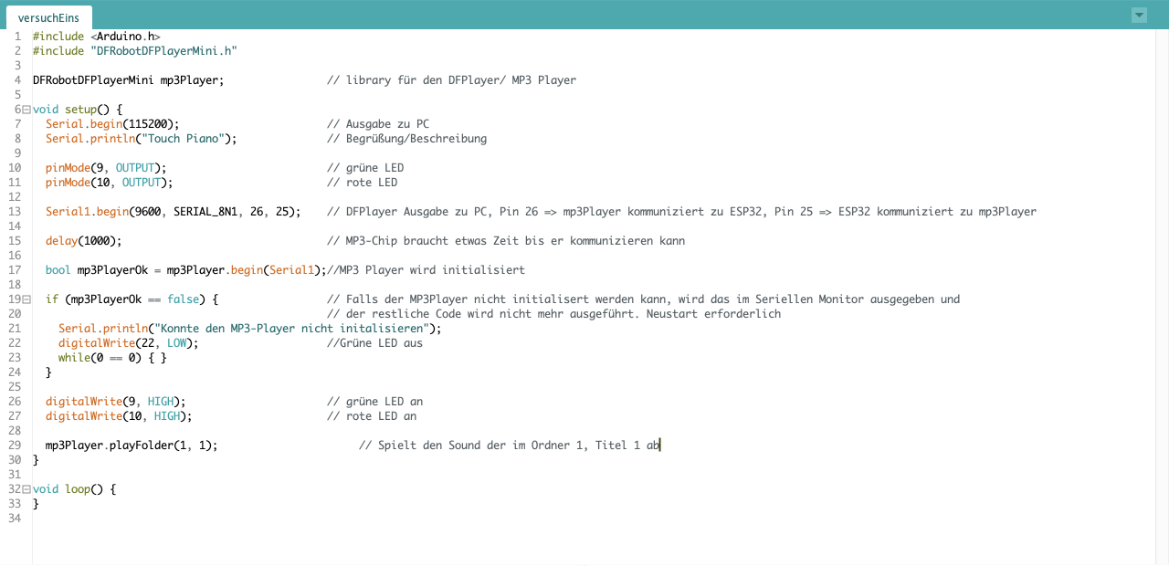 versuchEins
1 #include <Arduino.h>
2 #include "DFRobotDFPlayerMini.h"
3
4 DFRobotDFPlayerMini mp3Player; // library für den DFPlayer/ MP3 Player
5
6 void setup() {
7 Serial.begin(115200); // Ausgabe zu PC
8 Serial.println("Touch Piano"); // Begrüßung/Beschreibung
9
10 pinMode(9, OUTPUT); // grüne LED
11 pinMode(10, OUTPUT); // rote LED
12
13 Serial1.begin(9600, SERIAL_8N1, 26, 25); // DFPlayer Ausgabe zu PC, Pin 26 => mp3Player kommuniziert zu ESP32, Pin 25 => ESP32 kommuniziert zu mp3Player
14
15 delay(1000); // MP3-Chip braucht etwas Zeit bis er kommunizieren kann
16
17 bool mp3PlayerOk = mp3Player.begin(Serial1);//MP3 Player wird initialisiert
18
19 if (mp3PlayerOk == false) { // Falls der MP3Player nicht initialisert werden kann, wird das im Seriellen Monitor ausgegeben und
20 // der restliche Code wird nicht mehr ausgeführt. Neustart erforderlich
21 Serial.println("Konnte den MP3-Player nicht initalisieren");
22 digitalWrite(22, LOW); //Grüne LED aus
23 while(0 == 0) { }
24 }
25
26 digitalWrite(9, HIGH); // grüne LED an
27 digitalWrite(10, HIGH); // rote LED an
28
29 mp3Player.playFolder(1, 1); // Spielt den Sound der im Ordner 1, Titel 1 ab
30 }
31
32 void loop() {
33 }
34